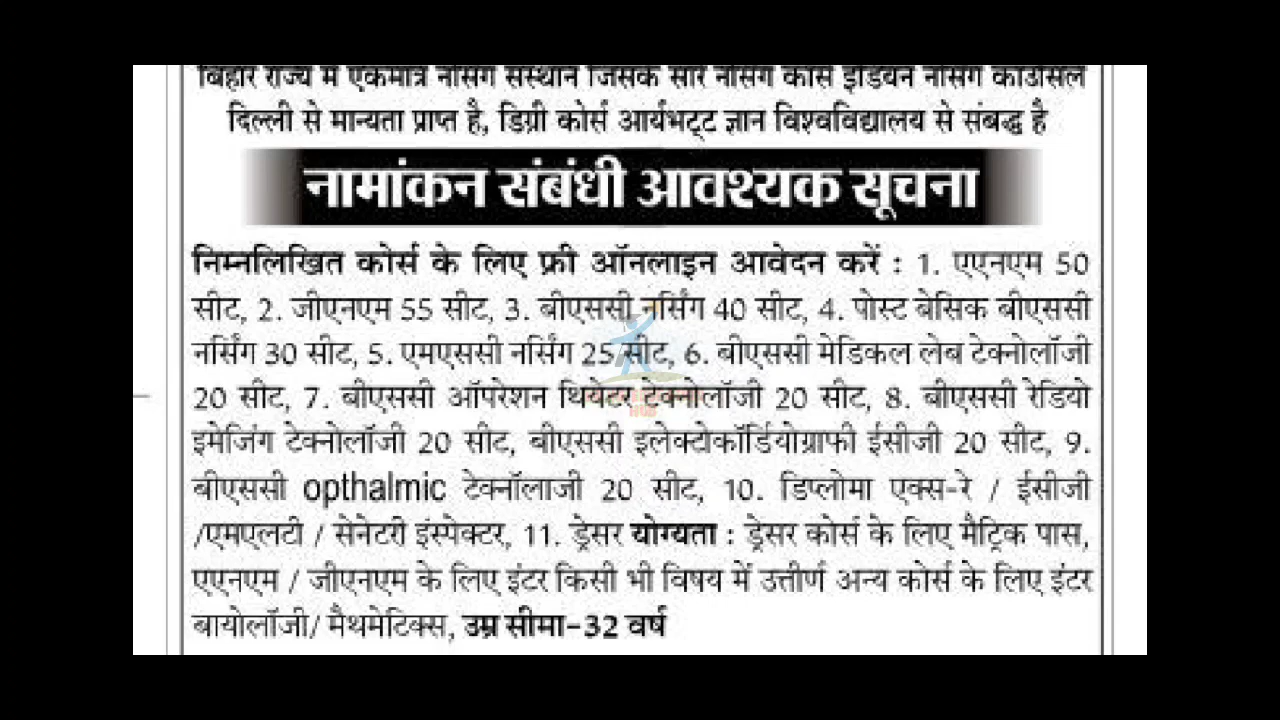 बिहार राज्य में एकमात्र नर्सिंग संस्थान जिसके सारे नर्सिंग कोर्स इंडियन नर्सिंग काउंसिल
दिल्ली से मान्यता प्राप्त है, डिग्री कोर्स आर्यभट्ट ज्ञान विश्वविद्यालय से संबद्ध है
नामांकन संबंधी आवश्यक सूचना
निम्नलिखित कोर्स के लिए फ्री ऑनलाइन आवेदन करें : 1. एएनएम 50
सीट, 2. जीएनएम 55 सीट, 3. बीएससी नर्सिंग 40 सीट, 4. पोस्ट बेसिक बीएससी
नर्सिंग 30 सीट, 5. एमएससी नर्सिंग 25 सीट, 6. बीएससी मेडिकल लेब टेक्नोलॉजी
20 सीट, 7. बीएससी ऑपरेशन थियेटर टेक्नोलॉजी 20 सीट, 8. बीएससी रेडियो
इमेजिंग टेक्नोलॉजी 20 सीट, बीएससी इलेक्टोकॉर्डियोग्राफी ईसीजी 20 सीट, 9.
बीएससी opthalmic टेक्नॉलाजी 20 सीट, 10. डिप्लोमा एक्स-रे / ईसीजी
/एमएलटी / सेनेटरी इंस्पेक्टर, 11. ड्रेसर योग्यता : ड्रेसर कोर्स के लिए मैट्रिक पास,
एएनएम / जीएनएम के लिए इंटर किसी भी विषय में उत्तीर्ण अन्य कोर्स के लिए इंटर
बायोलॉजी/ मैथमेटिक्स, उम्र सीमा-32 वर्ष